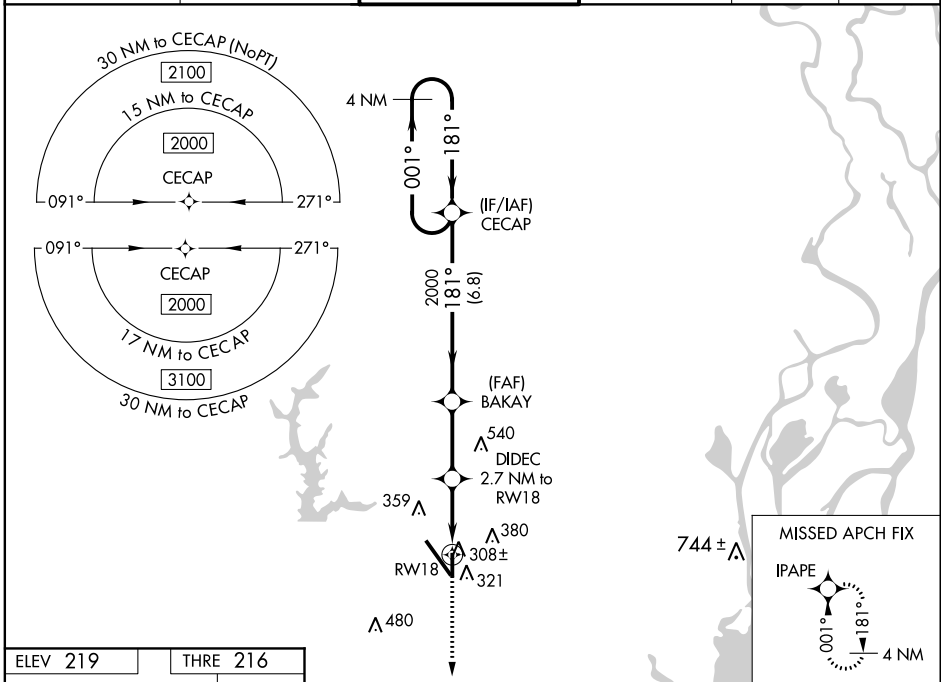 30 NM to CECAP (NoPT)
2100
15 NM to CECAP
2000
CECAP
091°
271°
091°
271°
CECAP
2000
17 NM to CECAP
3100
30 NM to CECAP
4 NM
001°
181°
(IF/IAF)
CECAP
2000
181°
(6.8)
(FAF)
BAKAY
540
DIDEC
2.7 NM to
RW18
359
380
308±
RW18
321
480
744±
MISSED APCH FIX
IPAPE
001°
181°
4 NM
ELEV 219
THRE 216